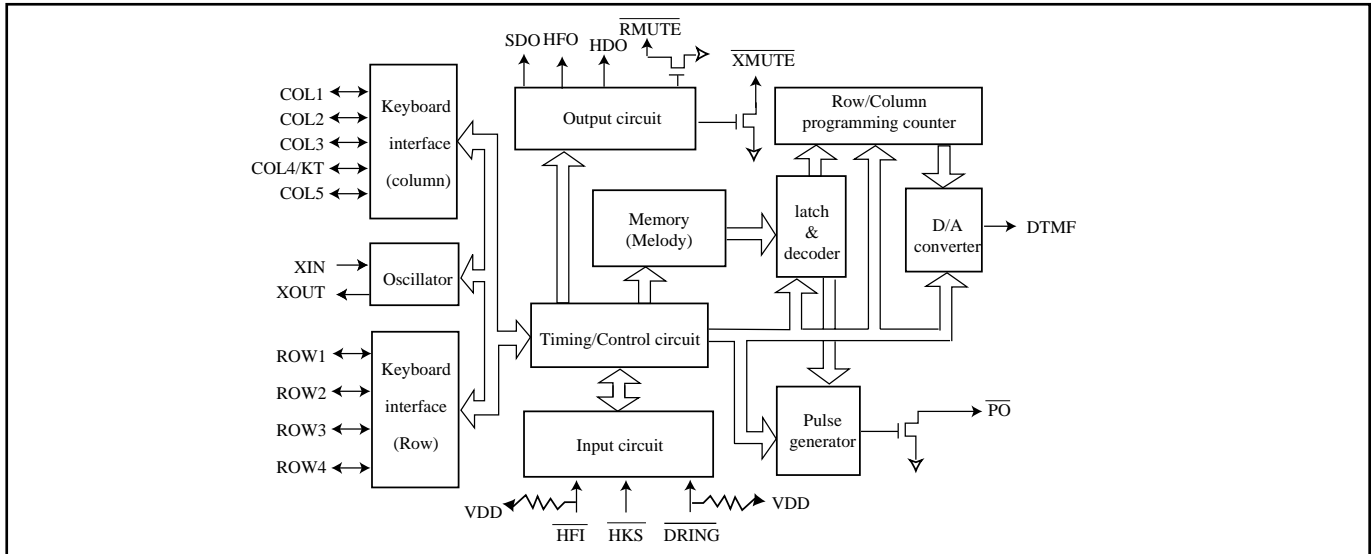 SDO
HFO
HDO
RMUTE
XMUTE
COL1
COL2
COL3
COL4/KT
COL5
Keyboard
interface
(column)
Output circuit
Row/Column
programming counter
Memory
(Melody)
latch
&
decoder
D/A
converter
DTMF
XIN
XOUT
Oscillator
Timing/Control circuit
ROW1
ROW2
ROW3
ROW4
Keyboard
interface
(Row)
Input circuit
Pulse
generator
PO
VDD
HFI
HKS
DRING
VDD